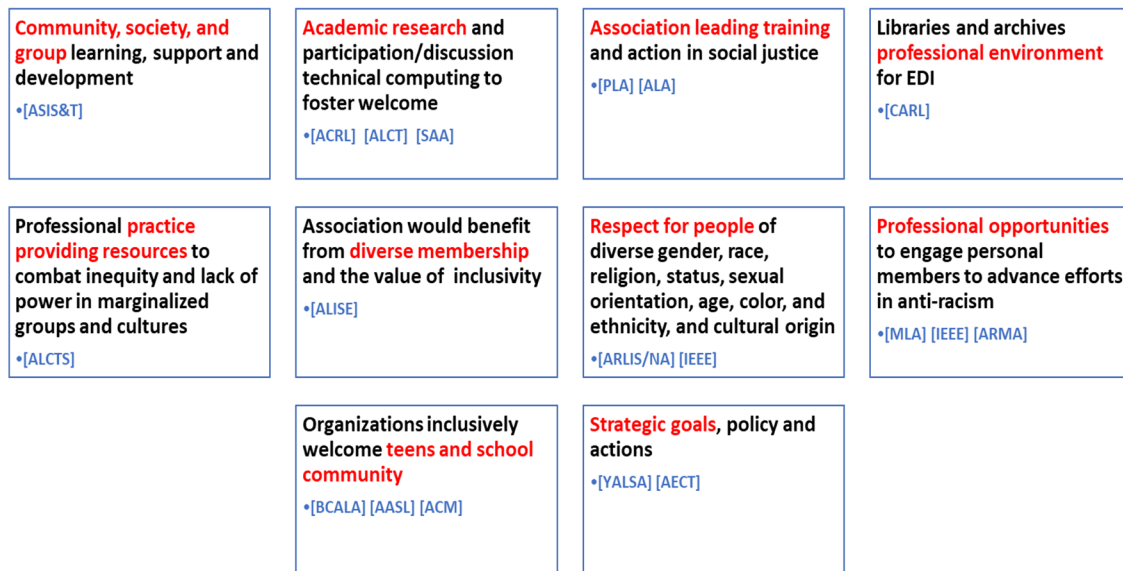 Community, society, and
group learning, support and
development
•[ASIS&T]
Academic research and
participation/discussion
technical computing to
foster welcome
•[ACRL] [ALCT] [SAA]
Association leading training
and action in social justice
•[PLA] [ALA]
Libraries and archives
professional environment
for EDI
•[CARL]
Professional practice
providing resources to
combat inequity and lack of
power in marginalized
groups and cultures
•[ALCTS]
Association would benefit
from diverse membership
and the value of inclusivity
•[ALISE]
Respect for people of
diverse gender, race,
religion, status, sexual
orientation, age, color, and
ethnicity, and cultural origin
•[ARLIS/NA] [IEEE]
Professional opportunities
to engage personal
members to advance efforts
in anti-racism
•[MLA] [IEEE] [ARMA]
Organizations inclusively
welcome teens and school
community
•[BCALA] [AASL] [ACM]
Strategic goals, policy and
actions
•[YALSA] [AECT]